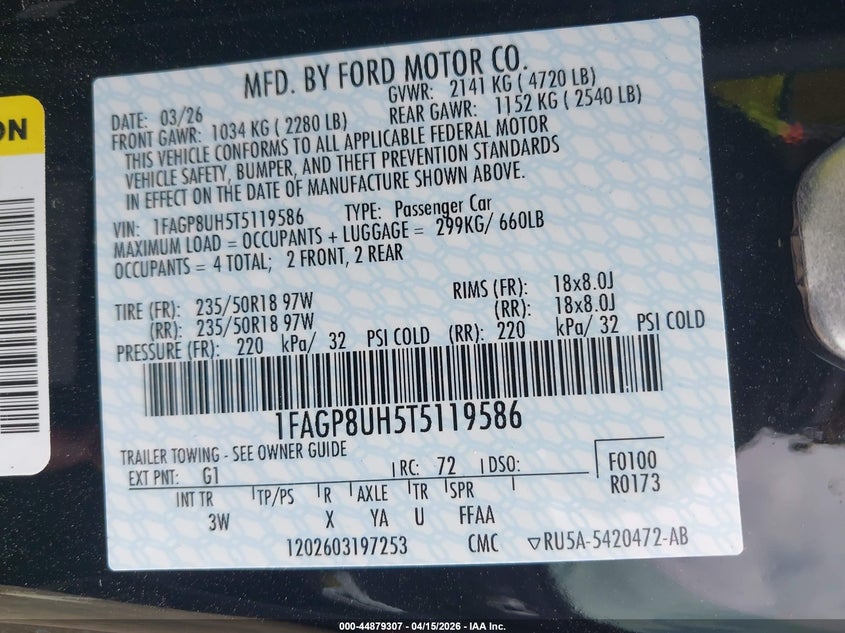 ON
MFD. BY FORD MOTOR CO.
DATE: 03/26 GVWR: 2141 KG ( 4720 LB)
FRONT GAWR: 1034 KG ( 2280 LB) REAR GAWR: 1152 KG ( 2540 LB)
THIS VEHICLE CONFORMS TO ALL APPLICABLE FEDERAL MOTOR
VEHICLE SAFETY, BUMPER, AND THEFT PREVENTION STANDARDS
IN EFFECT ON THE DATE OF MANUFACTURE SHOWN ABOVE.
VIN: 1FAGP8UH5T5119586 TYPE: Passenger Car
MAXIMUM LOAD = OCCUPANTS + LUGGAGE = 299KG/ 660LB
OCCUPANTS = 4 TOTAL; 2 FRONT, 2 REAR
TIRE (FR): 235/50R18 97W RIMS (FR): 18x8.0J
(RR): 235/50R18 97W (RR): 18x8.0J
PRESSURE (FR): 220 kPa/ 32 PSI COLD (RR): 220 kPa/ 32 PSI COLD
1FAGP8UH5T5119586
TRAILER TOWING - SEE OWNER GUIDE
EXT PNT: G1 RC: 72 DSO: F0100
R0173
INT TR TP/PS R AXLE TR SPR
3W X YA U FFAA
1202603197253 CMC ▽RU5A-5420472-AB
000-44879307 - 04/15/2026 - IAA Inc.